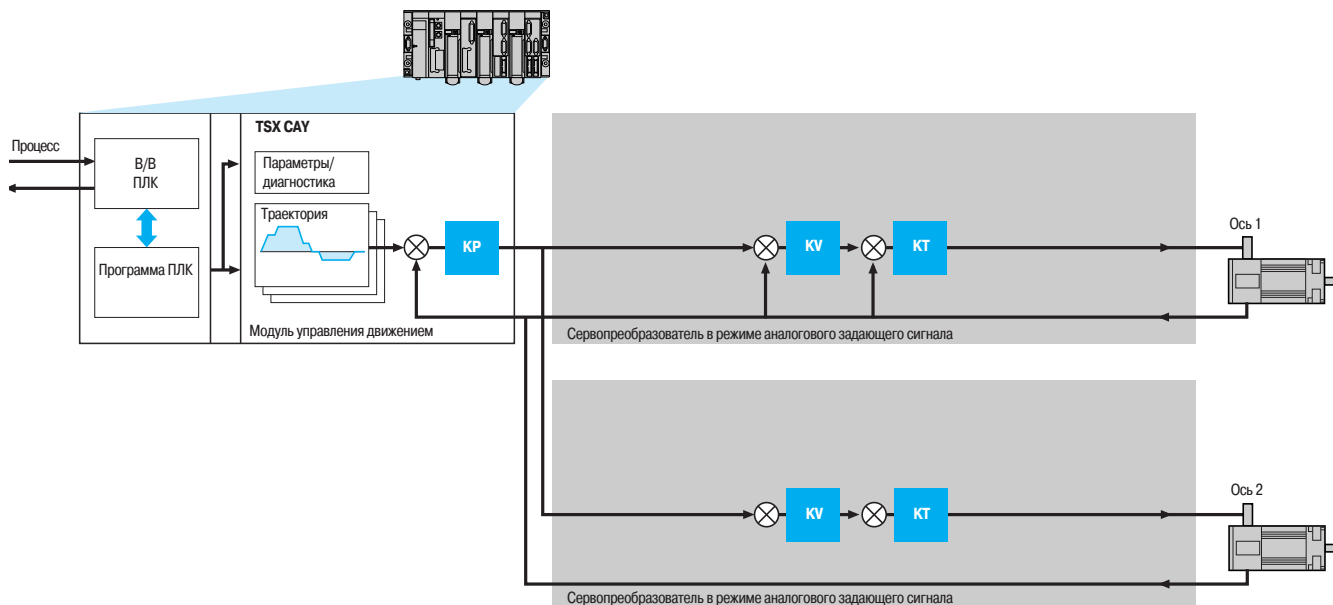 TSX CAY
Процесс
В/В
ПЛК
Параметры/
диагностика
Траектория
Программа ПЛК
KP
KV
KT
Ось 1
Модуль управления движением
Сервопреобразователь в режиме аналогового задающего сигнала
KV
KT
Ось 2
Сервопреобразователь в режиме аналогового задающего сигнала